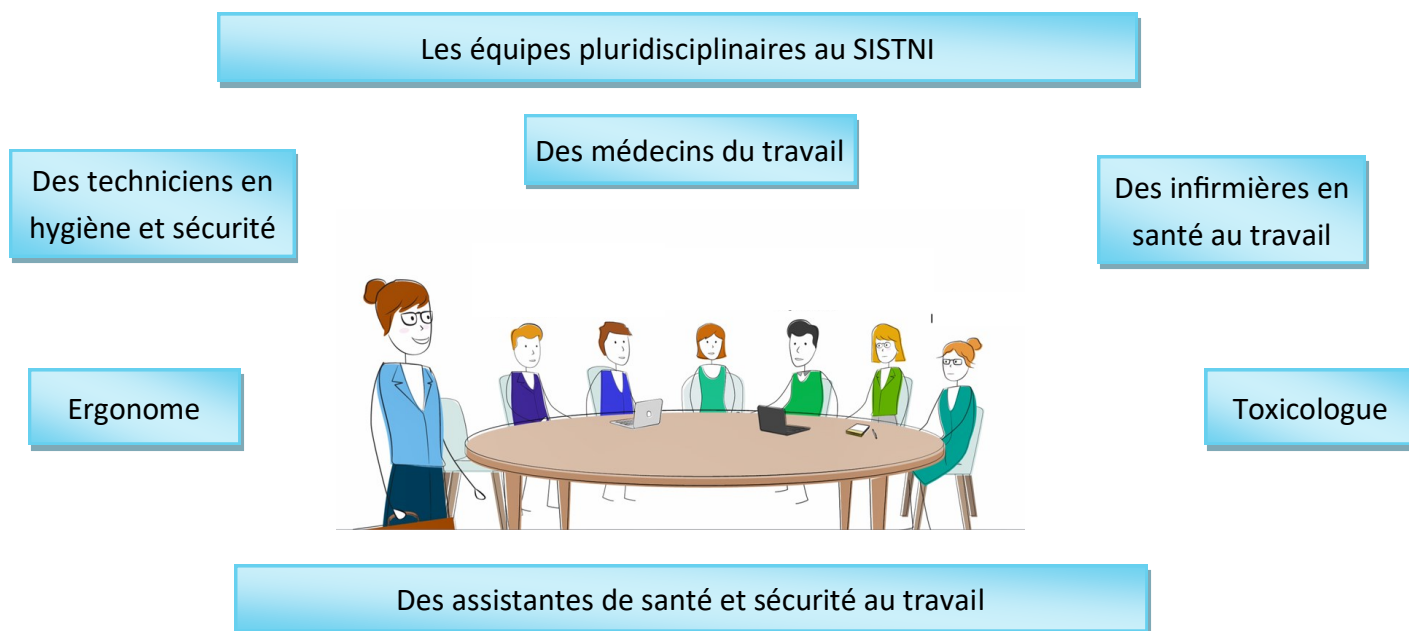 Les équipes pluridisciplinaires au SISTNI
Des médecins du travail
Des techniciens en
hygiène et sécurité
Des infirmières en
santé au travail
Ergonome
Toxicologue
Des assistantes de santé et sécurité au travail